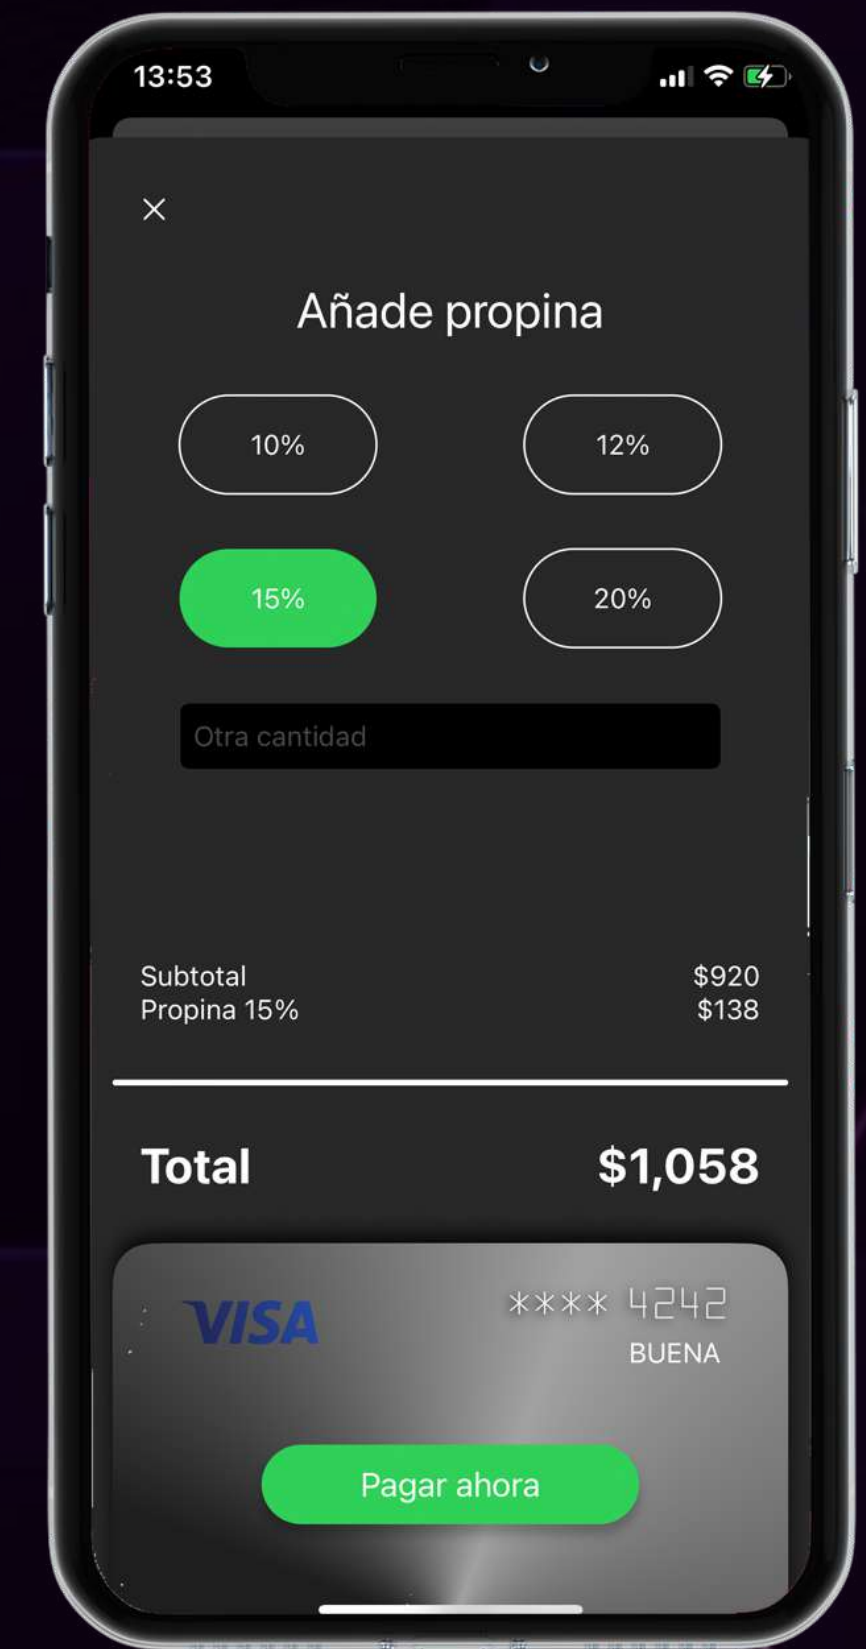 13:53
Añade propina
10%
12%
15%
20%
Otra cantidad
Subtotal $920
Propina 15% $138
Total $1,058
VISA **** 4242
BUENA
Pagar ahora